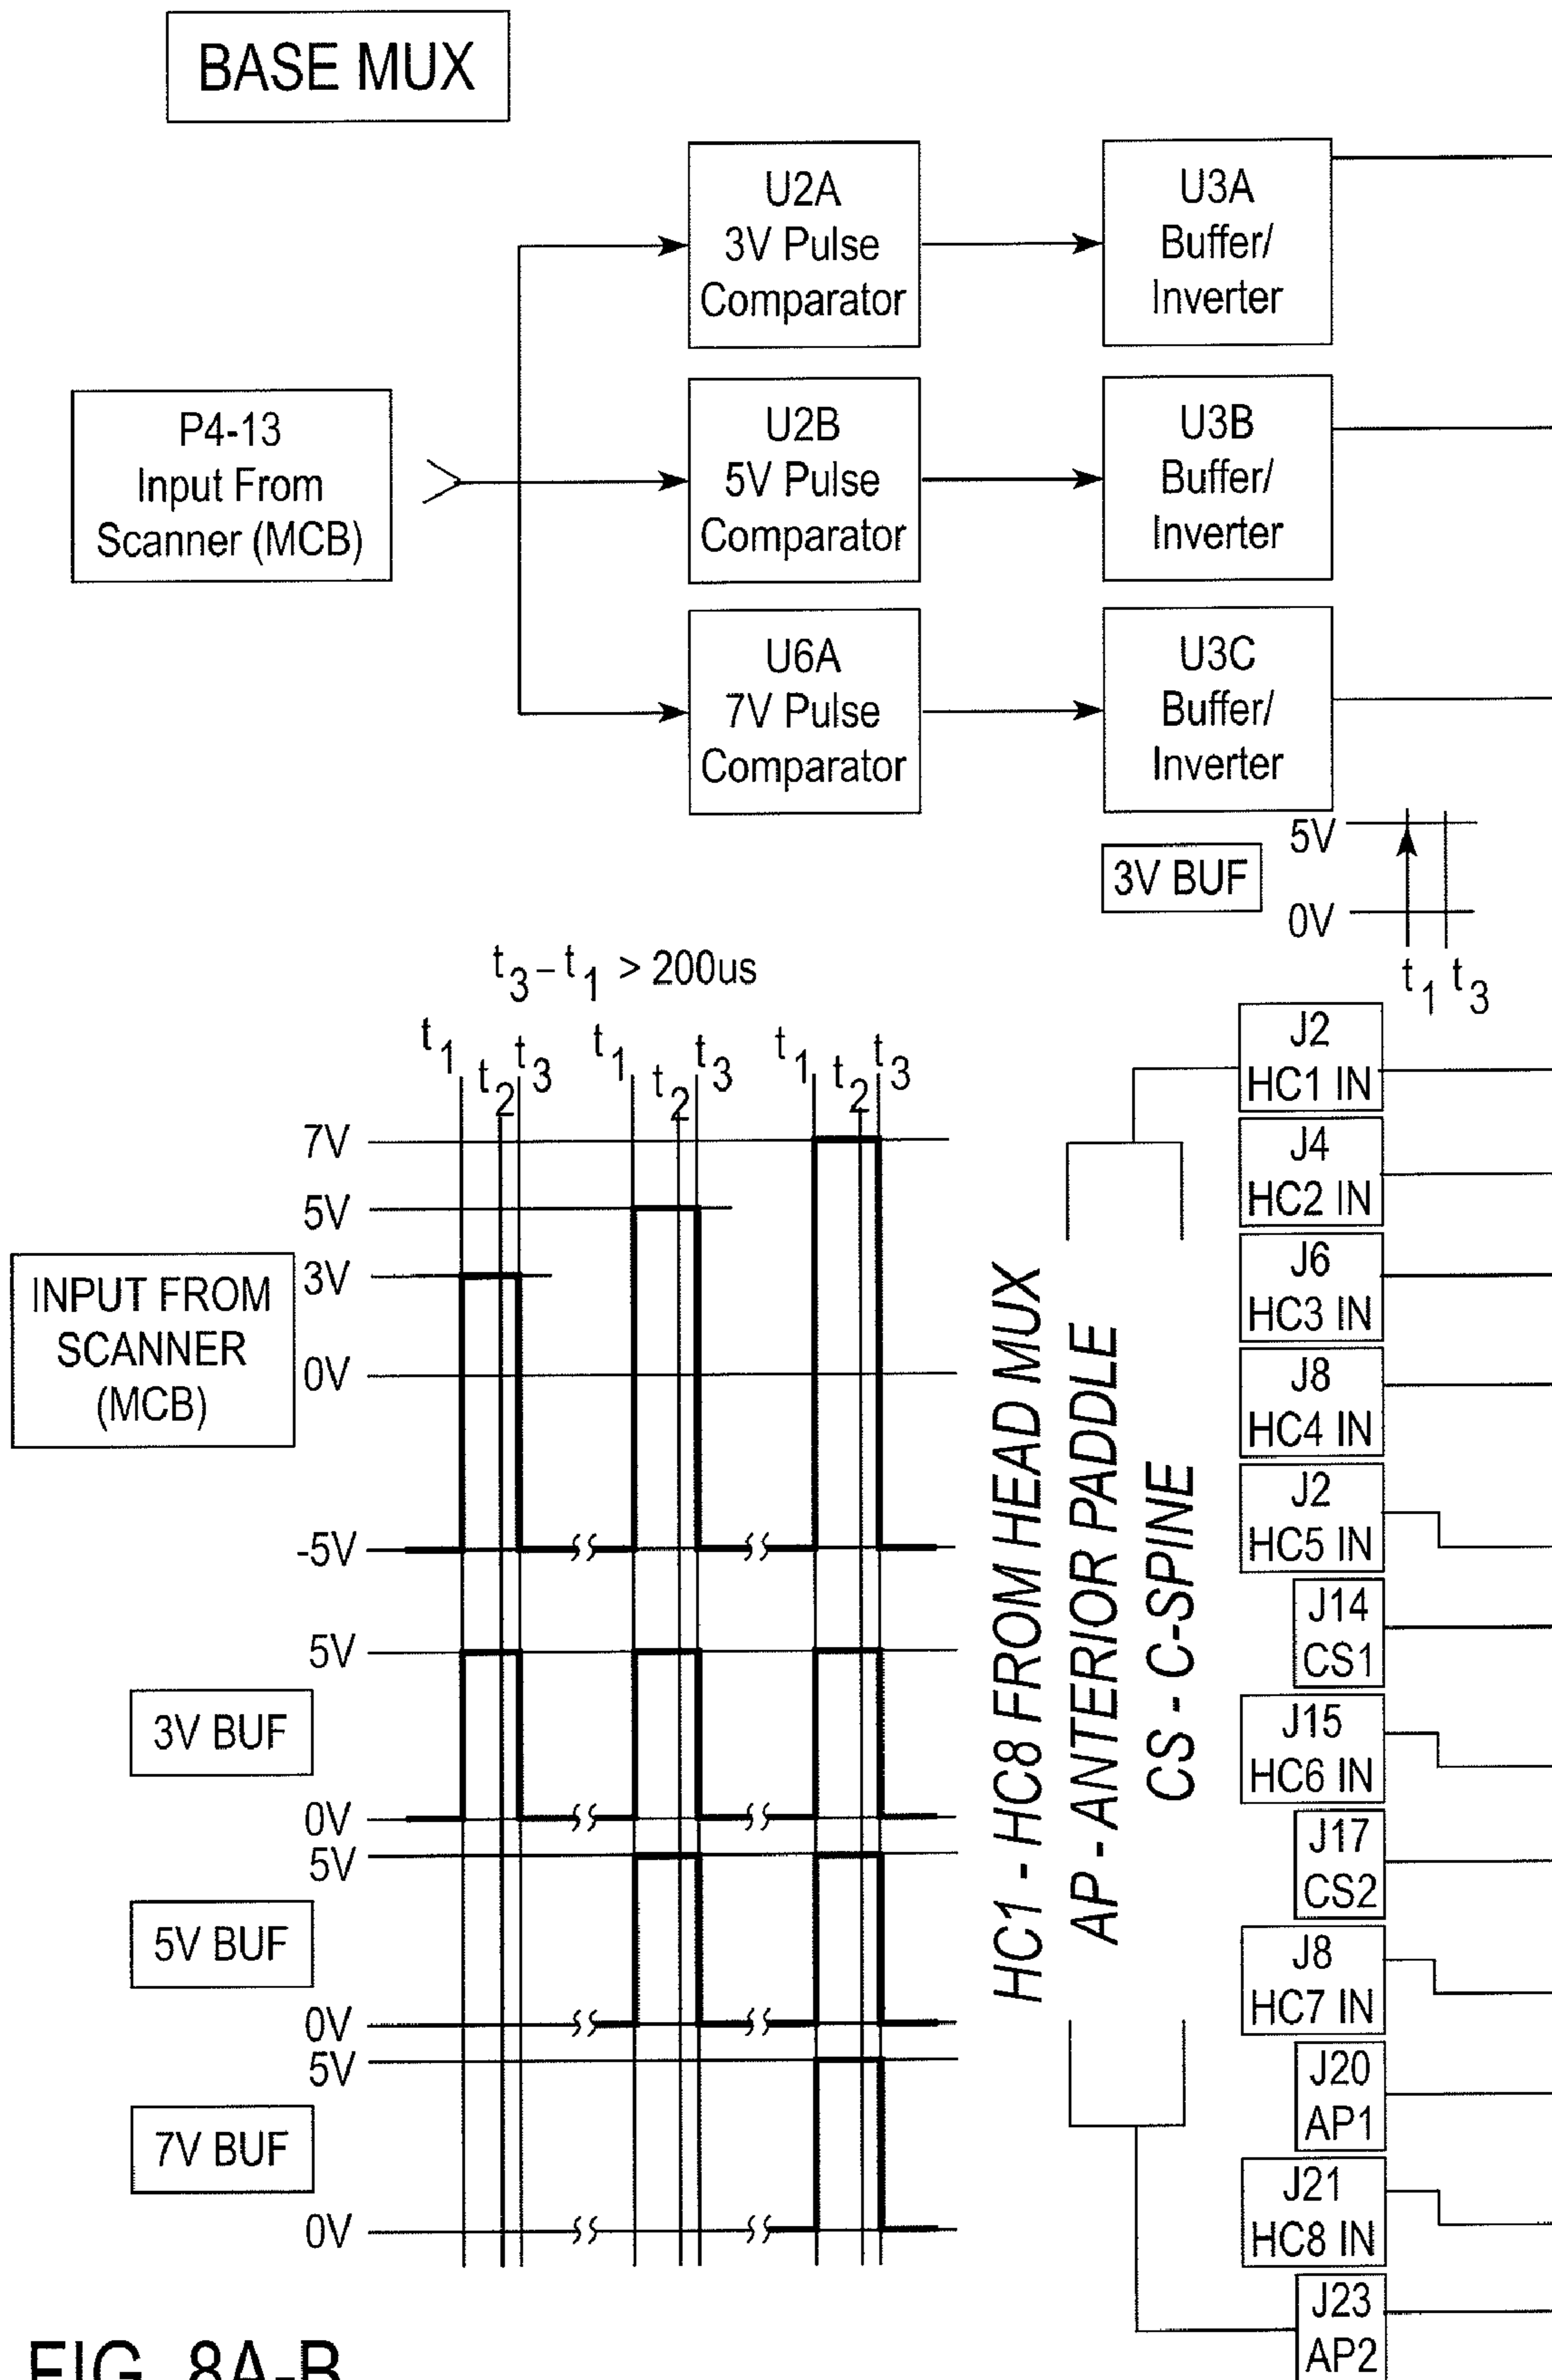 BASE MUX
U2A
3V Pulse
Comparator
U3A
Buffer/
Inverter
P4-13
Input From
Scanner (MCB)
U2B
5V Pulse
Comparator
U3B
Buffer/
Inverter
U6A
7V Pulse
Comparator
U3C
Buffer/
Inverter
3V BUF
5V
0V
t1 t3
t3 – t1 > 200us
t1 t2 t3 t1 t2 t3 t1 t2 t3
INPUT FROM
SCANNER
(MCB)
7V
5V
3V
0V
-5V
3V BUF
5V
0V
5V BUF
5V
0V
7V BUF
5V
0V
HC1 - HC8 FROM HEAD MUX
AP - ANTERIOR PADDLE
CS - C-SPINE
J2
HC1 IN
J4
HC2 IN
J6
HC3 IN
J8
HC4 IN
J2
HC5 IN
J14
CS1
J15
HC6 IN
J17
CS2
J8
HC7 IN
J20
AP1
J21
HC8 IN
J23
AP2
FIG. 8A-B